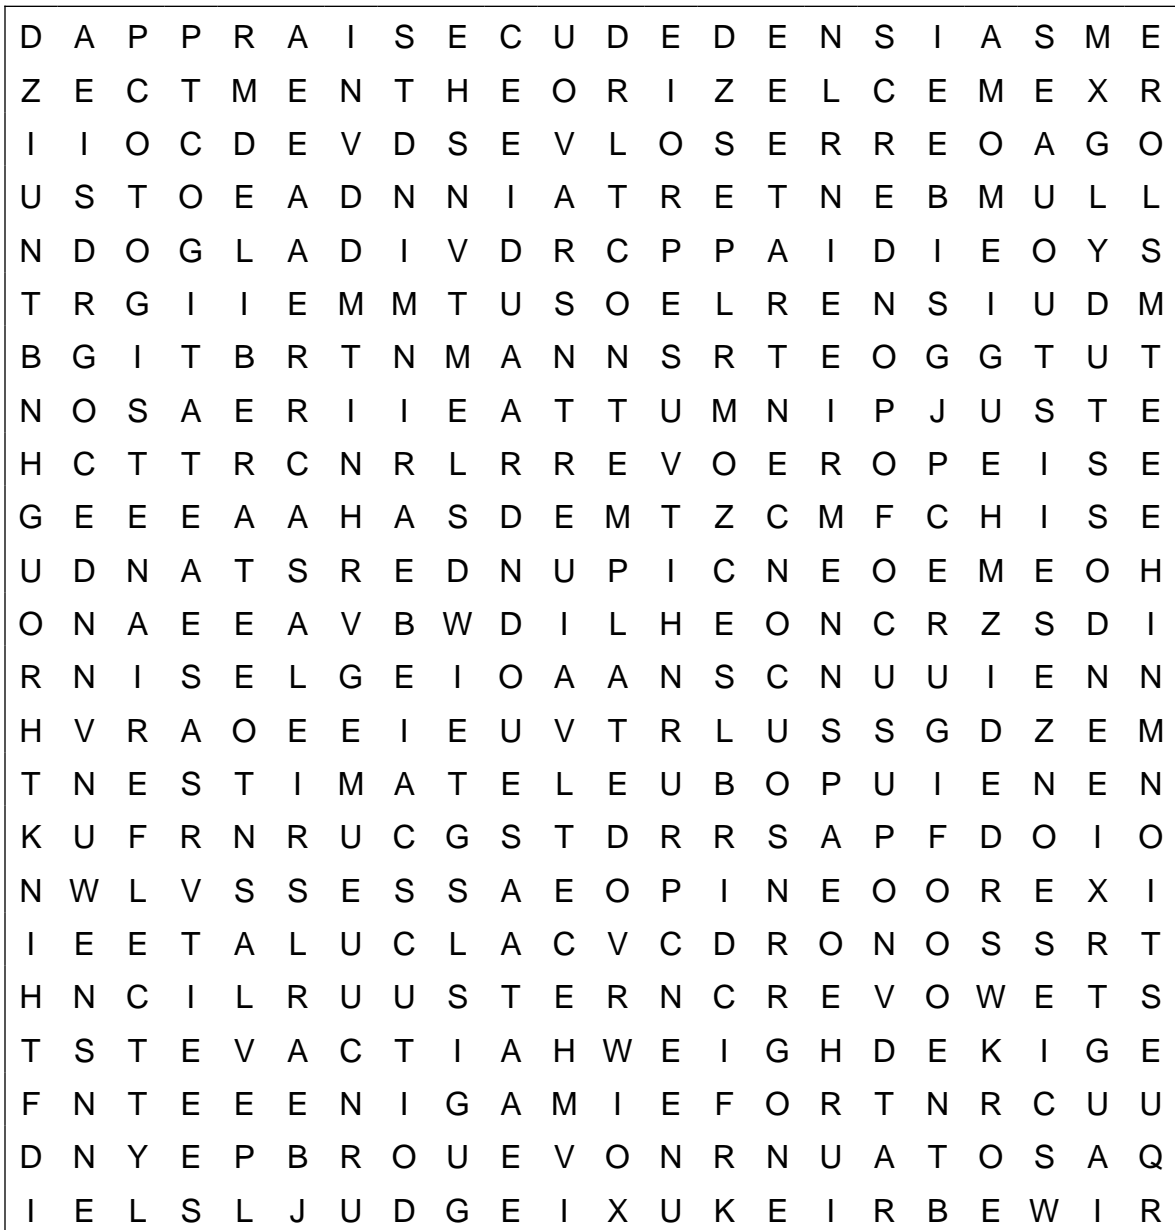 D A P P R A I S E C U D E D E N S I A S M E
Z E C T M E N T H E O R I Z E L C E M E X R
I I O C D E V D S E V L O S E R R E O A G O
U S T O E A D N N I A T R E T N E B M U L L
N D O G L A D I V D R C P P A I D I E O Y S
T R G I I E M M T U S O E L R E N S I U D M
B G I T B R T N M A N N S R T E O G G T U T
N O S A E R I I E A T T U M N I P J U S T E
H C T T R C N R L R R E V O E R O P E I S E
G E E E A A H A S D E M T Z C M F C H I S E
U D N A T S R E D N U P I C N E O E M E O H
O N A E E A V B W D I L H E O N C R Z S D I
R N I S E L G E I O A A N S C N U U I E N N
H V R A O E E I E U V T R L U S S G D Z E M
T N E S T I M A T E L E U B O P U I E N E N
K U F R N R U C G S T D R R S A P F D O I O
N W L V S S E S S A E O P I N E O O R E X I
I E E T A L U C L A C V C D R O N O S S R T
H N C I L R U U S T E R N C R E V O W E T S
T S T E V A C T I A H W E I G H D E K I G E
F N T E E E N I G A M I E F O R T N R C U U
D N Y E P B R O U E V O N R N U A T O S A Q
I E L S L J U D G E I X U K E I R B E W I R